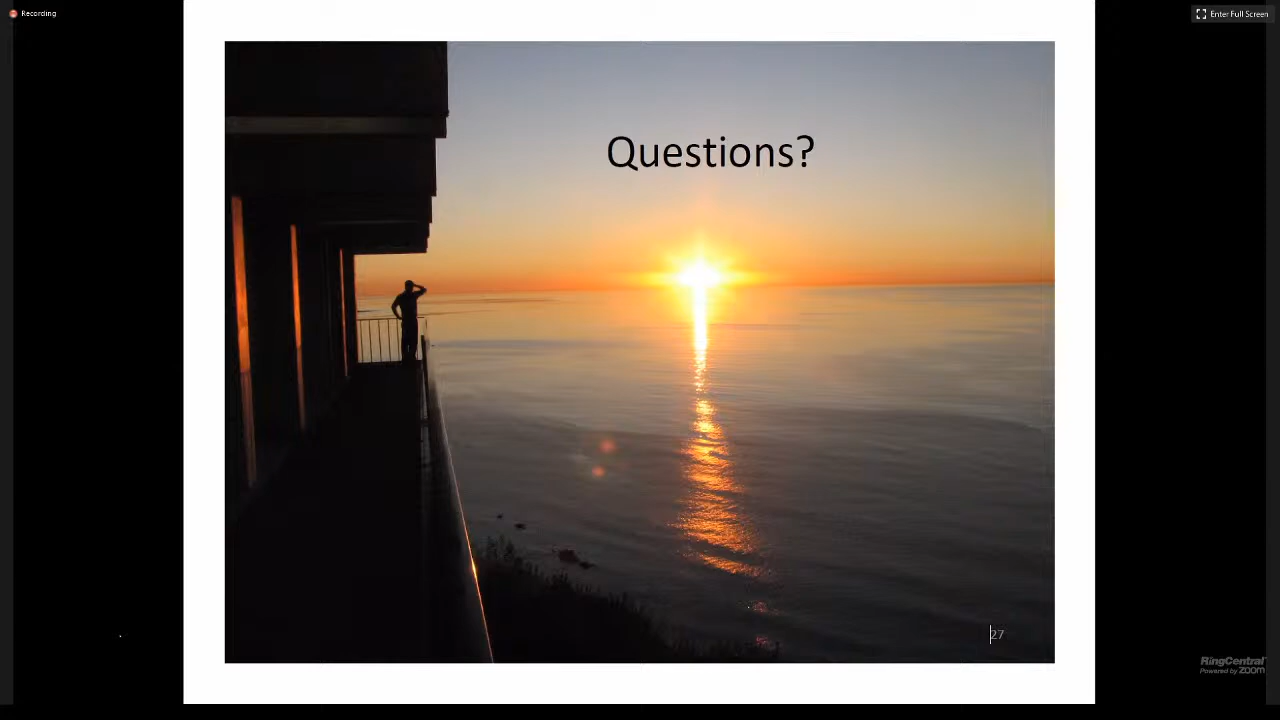 Recording
Enter Full Screen
Questions?
27
RingCentral
Powered by zoom